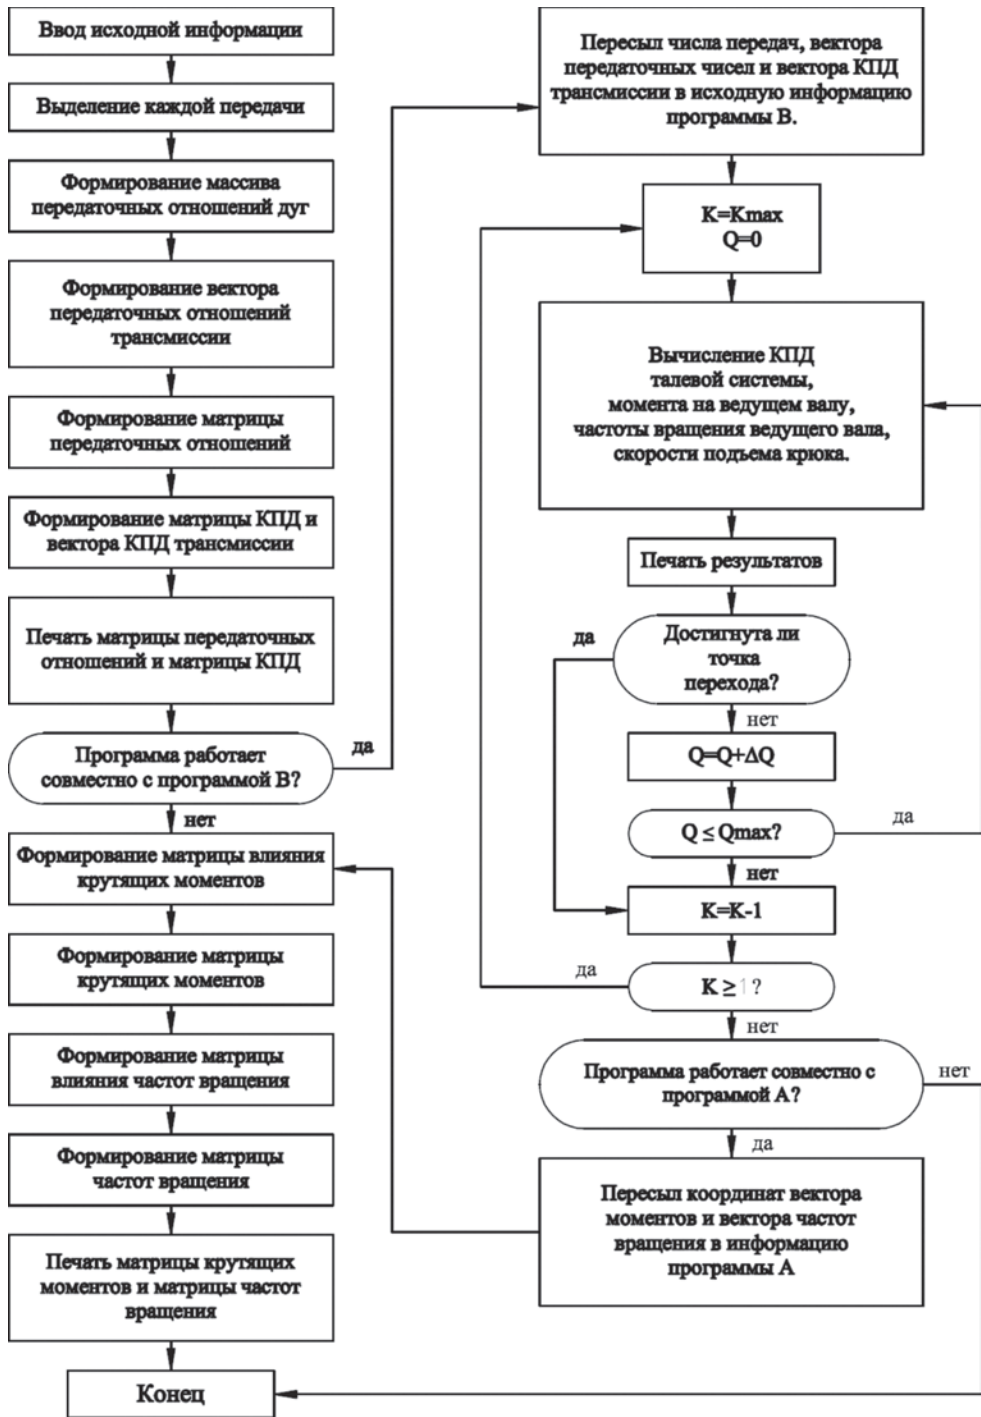 Ввод исходной информации
Выделение каждой передачи
Формирование массива
передаточных отношений дуг
Формирование вектора
передаточных отношений
трансмиссии
Формирование матрицы
передаточных отношений
Формирование матрицы КПД и
вектора КПД трансмиссии
Печать матрицы передаточных
отношений и матрицы КПД
Программа работает
совместно с программой В?
да
нет
Формирование матрицы влияния
крутящих моментов
Формирование матрицы
крутящих моментов
Формирование матрицы
влияния частот вращения
Формирование матрицы
частот вращения
Печать матрицы крутящих
моментов и матрицы частот
вращения
Конец
Пересыл числа передач, вектора
передаточных чисел и вектора КПД
трансмиссии в исходную информацию
программы В.
K=Kmax
Q=0
Вычисление КПД
талевой системы,
момента на ведущем валу,
частоты вращения ведущего вала,
скорости подъема крюка.
Печать результатов
Достигнута ли
точка
перехода?
да
нет
Q=Q+ΔQ
Q ≤ Qmax?
да
нет
K=K-1
K ≥ 1 ?
да
нет
Программа работает совместно с
программой А?
нет
да
Пересыл координат вектора
моментов и вектора частот
вращения в информацию
программы А